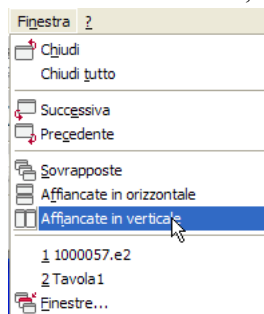 Finestra ?
Chiudi
Chiudi tutto
Successiva
Precedente
Sovrapposte
Affiancate in orizzontale
Affiancate in verticale
1 1000057.e2
2 Tavola1
Finestre...